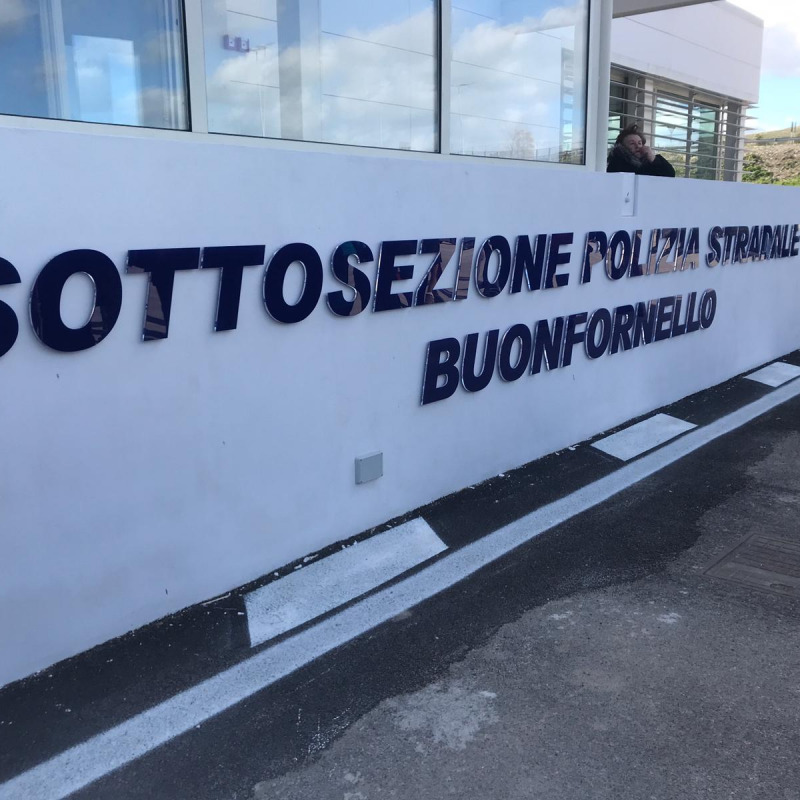 SOTTOSEZIONE POLIZIA STRADALE
BUONFORNELLO